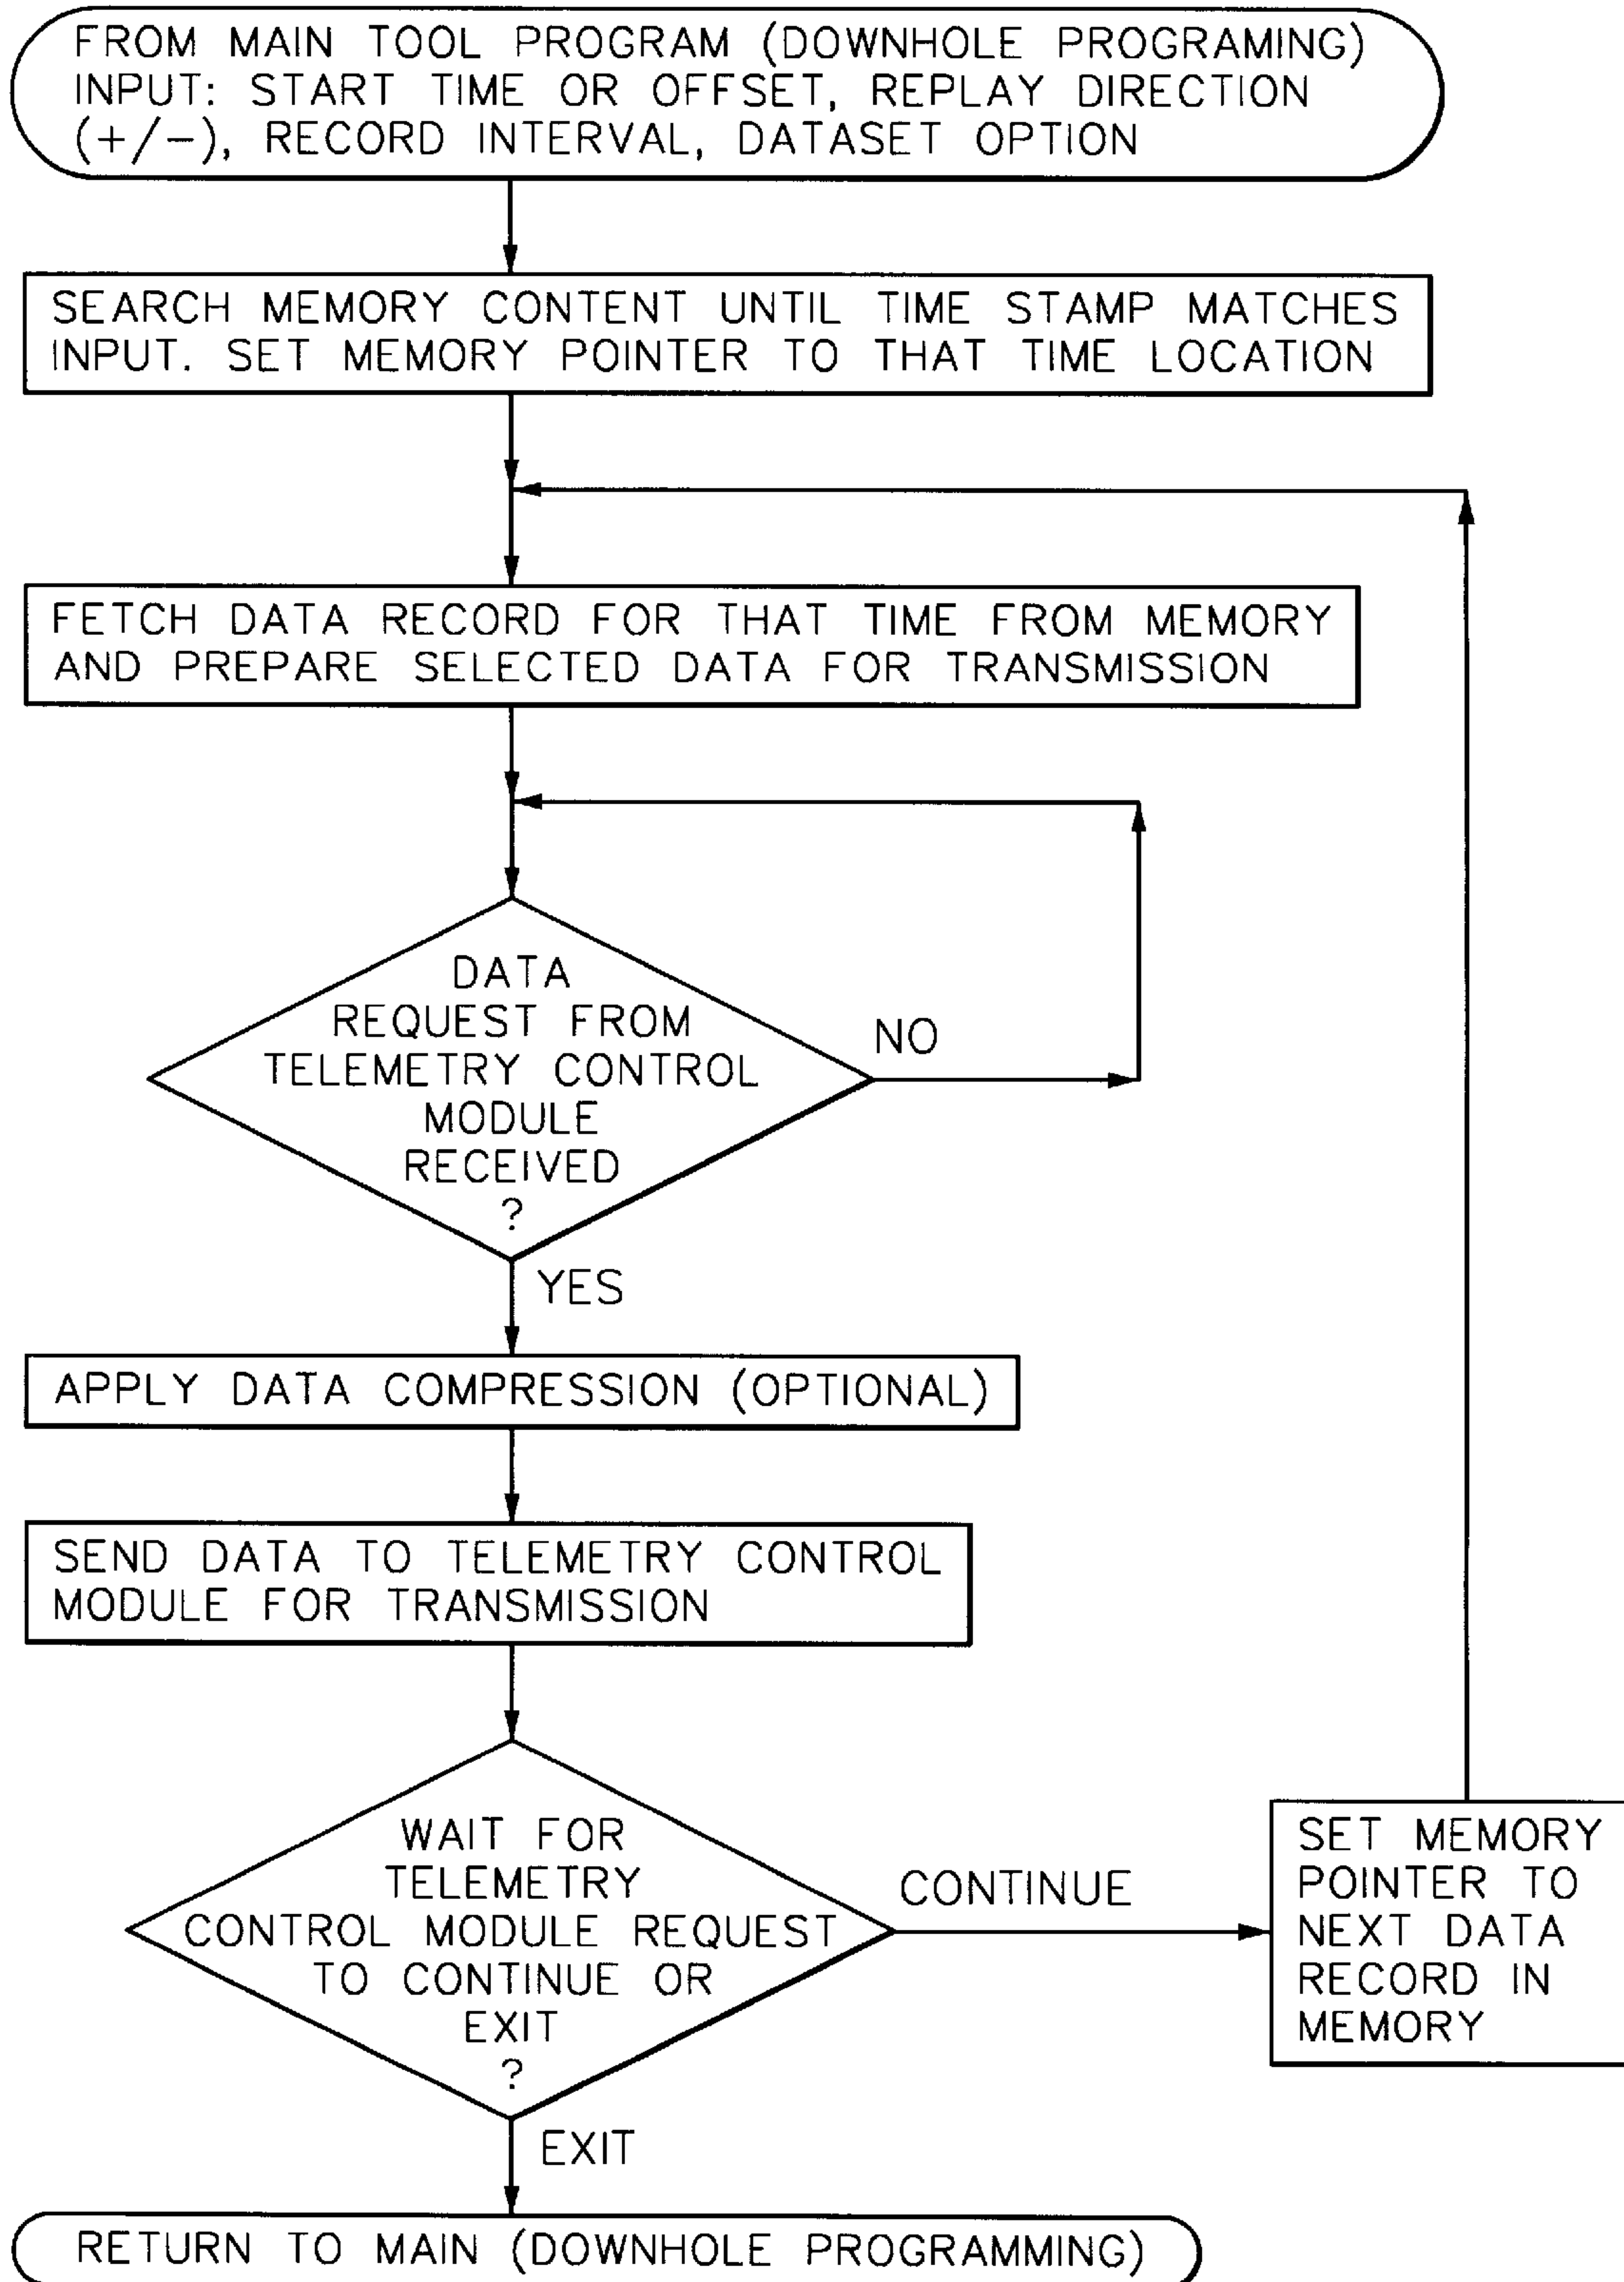 FROM MAIN TOOL PROGRAM (DOWNHOLE PROGRAMING)
INPUT: START TIME OR OFFSET, REPLAY DIRECTION
(+/-), RECORD INTERVAL, DATASET OPTION
SEARCH MEMORY CONTENT UNTIL TIME STAMP MATCHES
INPUT. SET MEMORY POINTER TO THAT TIME LOCATION
FETCH DATA RECORD FOR THAT TIME FROM MEMORY
AND PREPARE SELECTED DATA FOR TRANSMISSION
DATA
REQUEST FROM
TELEMETRY CONTROL
MODULE
RECEIVED
?
NO
YES
APPLY DATA COMPRESSION (OPTIONAL)
SEND DATA TO TELEMETRY CONTROL
MODULE FOR TRANSMISSION
WAIT FOR
TELEMETRY
CONTROL MODULE REQUEST
TO CONTINUE OR
EXIT
?
CONTINUE
SET MEMORY
POINTER TO
NEXT DATA
RECORD IN
MEMORY
EXIT
RETURN TO MAIN (DOWNHOLE PROGRAMMING)